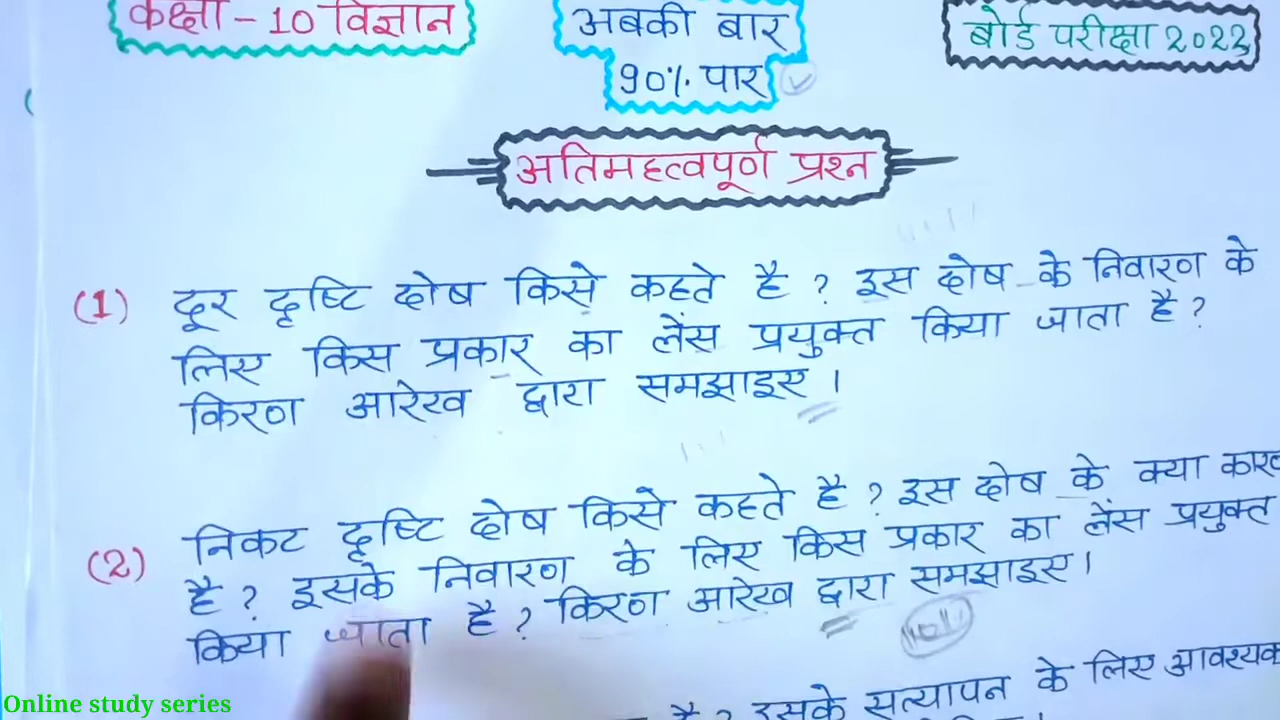 कक्षा - 10 विज्ञान
अबकी बार
90% पार
बोर्ड परीक्षा 2022
अतिमहत्वपूर्ण प्रश्न
(1) दूर दृष्टि दोष किसे कहते है ? इस दोष के निवारण के
लिए किस प्रकार का लेंस प्रयुक्त किया जाता है ?
किरण आरेख द्वारा समझाइए ।
(2) निकट दृष्टि दोष किसे कहते है ? इस दोष के क्या कारण
है ? इसके निवारण के लिए किस प्रकार का लेंस प्रयुक्त
किया जाता है ? किरण आरेख द्वारा समझाइए ।
है ? इसके सत्यापन के लिए आवश्यक
Online study series